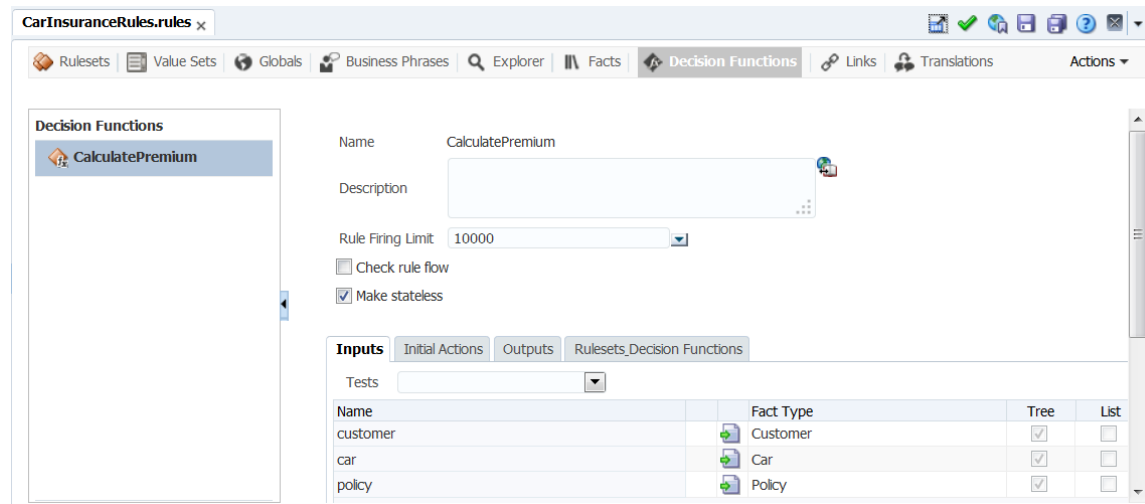 CarInsuranceRules.rules
Rulesets Value Sets Globals Business Phrases Explorer Facts Decision Functions Links Translations Actions
Decision Functions
CalculatePremium
Name CalculatePremium
Description
Rule Firing Limit 10000
Check rule flow
Make stateless
Inputs Initial Actions Outputs Rulesets_Decision Functions
Tests
Name Fact Type Tree List
customer Customer
car Car
policy Policy